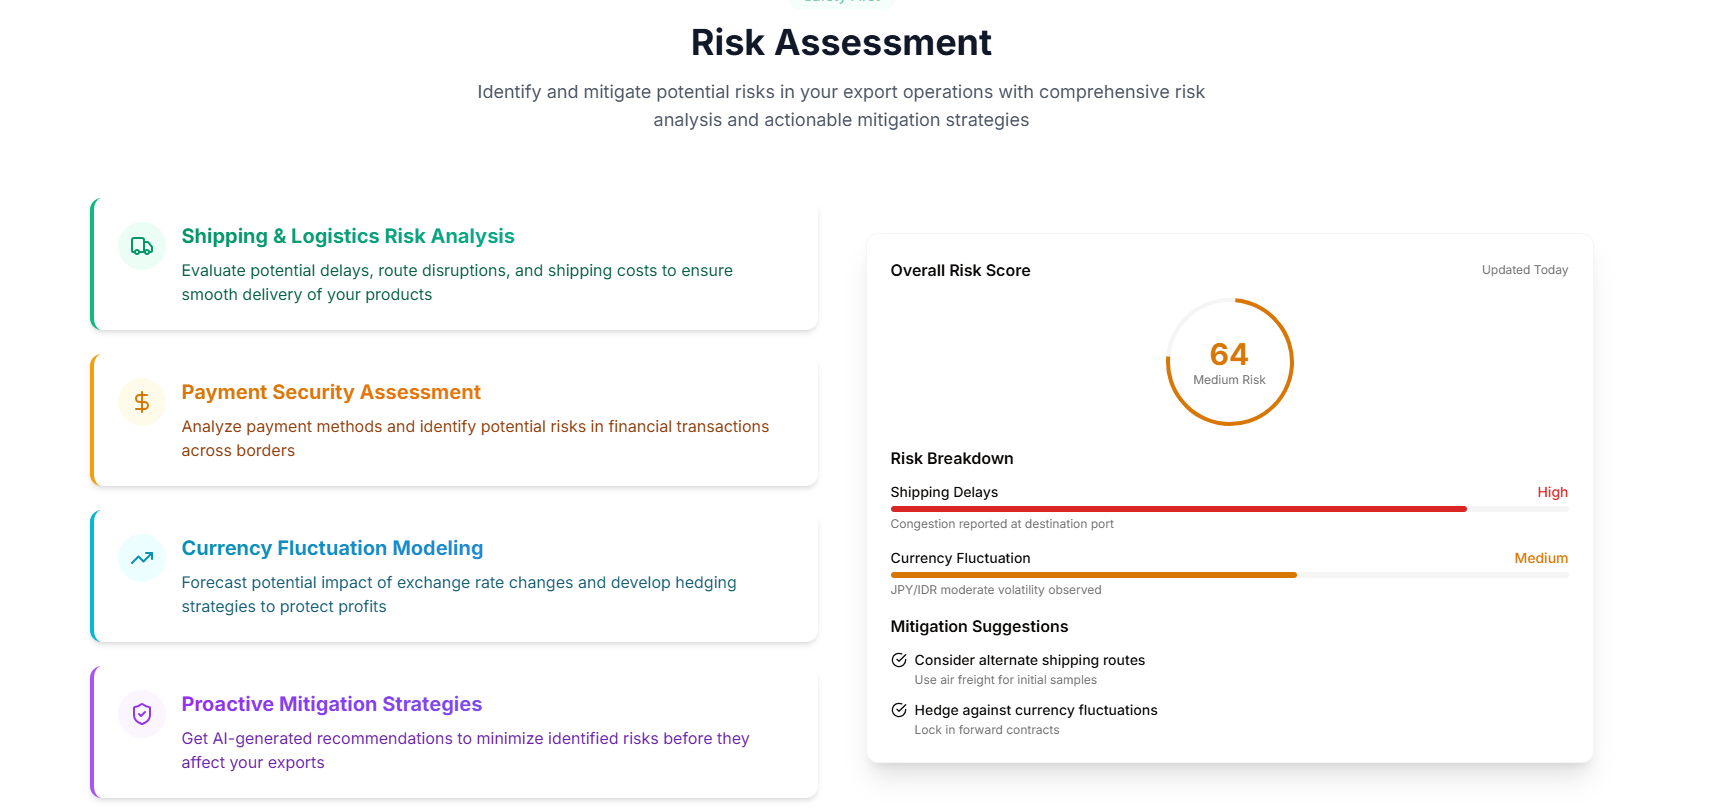 Risk Assessment
Identify and mitigate potential risks in your export operations with comprehensive risk
analysis and actionable mitigation strategies
Shipping & Logistics Risk Analysis
Evaluate potential delays, route disruptions, and shipping costs to ensure
smooth delivery of your products
Payment Security Assessment
Analyze payment methods and identify potential risks in financial transactions
across borders
Currency Fluctuation Modeling
Forecast potential impact of exchange rate changes and develop hedging
strategies to protect profits
Proactive Mitigation Strategies
Get AI-generated recommendations to minimize identified risks before they
affect your exports
Overall Risk Score
Updated Today
64
Medium Risk
Risk Breakdown
Shipping Delays
High
Congestion reported at destination port
Currency Fluctuation
Medium
JPY/IDR moderate volatility observed
Mitigation Suggestions
Consider alternate shipping routes
Use air freight for initial samples
Hedge against currency fluctuations
Lock in forward contracts